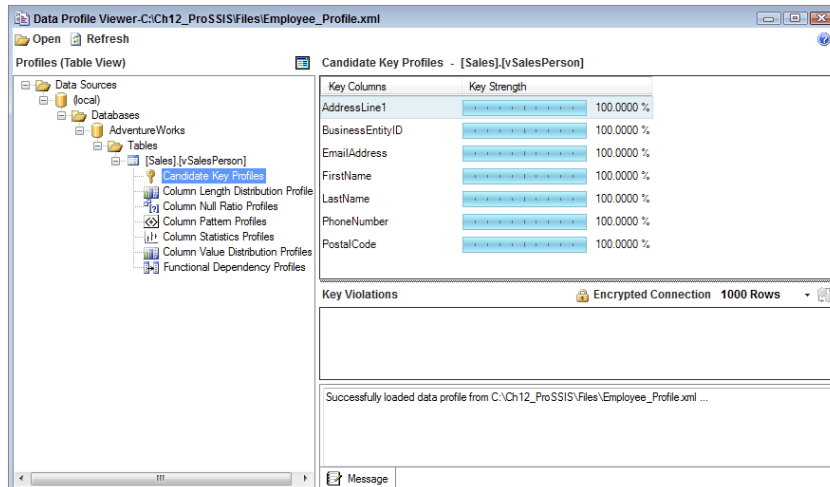 Data Profile Viewer-C:\Ch12_ProSSIS\Files\Employee_Profile.xml
Open Refresh
Profiles (Table View)
Data Sources
(local)
Databases
AdventureWorks
Tables
[Sales].[vSalesPerson]
Candidate Key Profiles
Column Length Distribution Profile
Column Null Ratio Profiles
Column Pattern Profiles
Column Statistics Profiles
Column Value Distribution Profiles
Functional Dependency Profiles
Candidate Key Profiles - [Sales].[vSalesPerson]
Key Columns Key Strength
AddressLine1 100.0000 %
BusinessEntityID 100.0000 %
EmailAddress 100.0000 %
FirstName 100.0000 %
LastName 100.0000 %
PhoneNumber 100.0000 %
PostalCode 100.0000 %
Key Violations Encrypted Connection 1000 Rows
Successfully loaded data profile from C:\Ch12_ProSSIS\Files\Employee_Profile.xml ...
Message